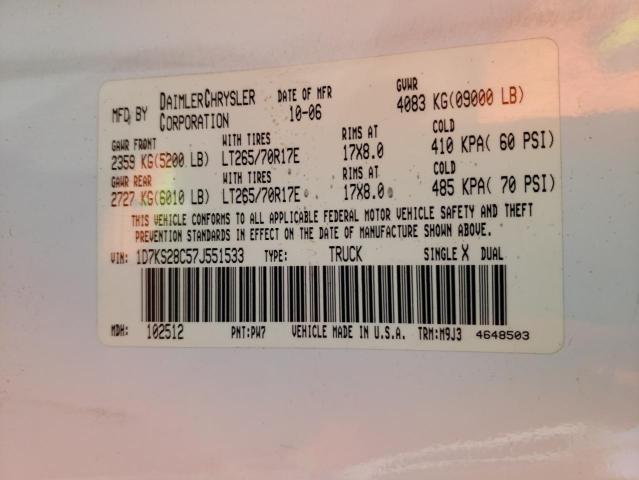 MFD BY DAIMLERCHRYSLER CORPORATION DATE OF MFR 10-06 GVWR 4083 KG(09000 LB)
GAWR FRONT WITH TIRES RIMS AT COLD
2359 KG(5200 LB) LT265/70R17E 17X8.0 410 KPA( 60 PSI)
GAWR REAR WITH TIRES RIMS AT COLD
2727 KG(6010 LB) LT265/70R17E 17X8.0 485 KPA( 70 PSI)
THIS VEHICLE CONFORMS TO ALL APPLICABLE FEDERAL MOTOR VEHICLE SAFETY AND THEFT
PREVENTION STANDARDS IN EFFECT ON THE DATE OF MANUFACTURE SHOWN ABOVE.
VIN: 1D7KS28C57J551533 TYPE: TRUCK SINGLE X DUAL
MDH: 102512 PNT:PW7 VEHICLE MADE IN U.S.A. TRM:M9J3 4648503